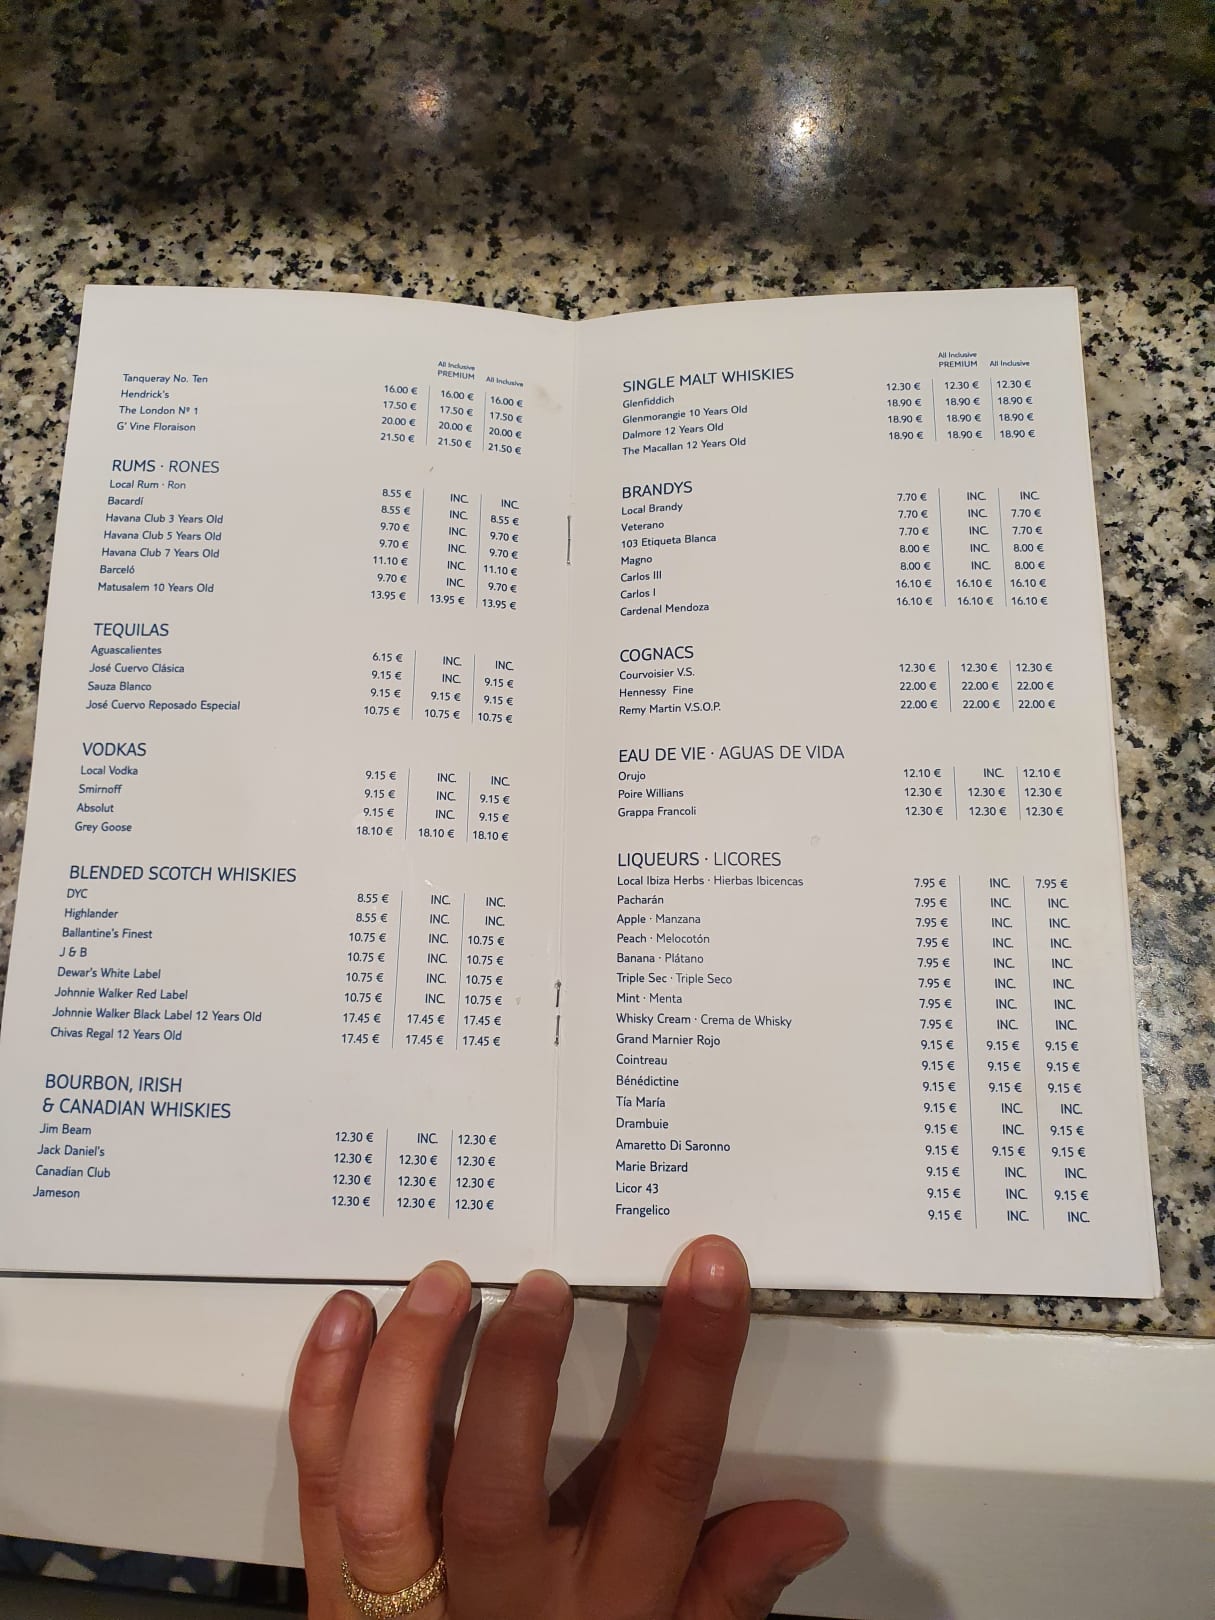 All Inclusive
PREMIUM All Inclusive
Tanqueray No. Ten 16.00 € 16.00 € 16.00 €
Hendrick's 17.50 € 17.50 € 17.50 €
The London Nº 1 20.00 € 20.00 € 20.00 €
G' Vine Floraison 21.50 € 21.50 € 21.50 €
RUMS · RONES
Local Rum · Ron 8.55 € INC. INC.
Bacardí 8.55 € INC. 8.55 €
Havana Club 3 Years Old 9.70 € INC. 9.70 €
Havana Club 5 Years Old 9.70 € INC. 9.70 €
Havana Club 7 Years Old 11.10 € INC. 11.10 €
Barceló 9.70 € INC. 9.70 €
Matusalem 10 Years Old 13.95 € 13.95 € 13.95 €
TEQUILAS
Aguascalientes 6.15 € INC. INC.
José Cuervo Clásica 9.15 € INC. 9.15 €
Sauza Blanco 9.15 € 9.15 € 9.15 €
José Cuervo Reposado Especial 10.75 € 10.75 € 10.75 €
VODKAS
Local Vodka 9.15 € INC. INC.
Smirnoff 9.15 € INC. 9.15 €
Absolut 9.15 € INC. 9.15 €
Grey Goose 18.10 € 18.10 € 18.10 €
BLENDED SCOTCH WHISKIES
DYC 8.55 € INC. INC.
Highlander 8.55 € INC. INC.
Ballantine's Finest 10.75 € INC. 10.75 €
J & B 10.75 € INC. 10.75 €
Dewar's White Label 10.75 € INC. 10.75 €
Johnnie Walker Red Label 10.75 € INC. 10.75 €
Johnnie Walker Black Label 12 Years Old 17.45 € 17.45 € 17.45 €
Chivas Regal 12 Years Old 17.45 € 17.45 € 17.45 €
BOURBON, IRISH
& CANADIAN WHISKIES
Jim Beam 12.30 € INC. 12.30 €
Jack Daniel's 12.30 € 12.30 € 12.30 €
Canadian Club 12.30 € 12.30 € 12.30 €
Jameson 12.30 € 12.30 € 12.30 €
All Inclusive
PREMIUM All Inclusive
SINGLE MALT WHISKIES
Glenfiddich 12.30 € 12.30 € 12.30 €
Glenmorangie 10 Years Old 18.90 € 18.90 € 18.90 €
Dalmore 12 Years Old 18.90 € 18.90 € 18.90 €
The Macallan 12 Years Old 18.90 € 18.90 € 18.90 €
BRANDYS
Local Brandy 7.70 € INC. INC.
Veterano 7.70 € INC. 7.70 €
103 Etiqueta Blanca 7.70 € INC. 7.70 €
Magno 8.00 € INC. 8.00 €
Carlos III 8.00 € INC. 8.00 €
Carlos I 16.10 € 16.10 € 16.10 €
Cardenal Mendoza 16.10 € 16.10 € 16.10 €
COGNACS
Courvoisier V.S. 12.30 € 12.30 € 12.30 €
Hennessy Fine 22.00 € 22.00 € 22.00 €
Remy Martin V.S.O.P. 22.00 € 22.00 € 22.00 €
EAU DE VIE · AGUAS DE VIDA
Orujo 12.10 € INC. 12.10 €
Poire Willians 12.30 € 12.30 € 12.30 €
Grappa Francoli 12.30 € 12.30 € 12.30 €
LIQUEURS · LICORES
Local Ibiza Herbs · Hierbas Ibicencas 7.95 € INC. 7.95 €
Pacharán 7.95 € INC. INC.
Apple · Manzana 7.95 € INC. INC.
Peach · Melocotón 7.95 € INC. INC.
Banana · Plátano 7.95 € INC. INC.
Triple Sec · Triple Seco 7.95 € INC. INC.
Mint · Menta 7.95 € INC. INC.
Whisky Cream · Crema de Whisky 7.95 € INC. INC.
Grand Marnier Rojo 9.15 € 9.15 € 9.15 €
Cointreau 9.15 € 9.15 € 9.15 €
Bénédictine 9.15 € 9.15 € 9.15 €
Tía María 9.15 € INC. INC.
Drambuie 9.15 € INC. 9.15 €
Amaretto Di Saronno 9.15 € 9.15 € 9.15 €
Marie Brizard 9.15 € INC. INC.
Licor 43 9.15 € INC. 9.15 €
Frangelico 9.15 € INC. INC.